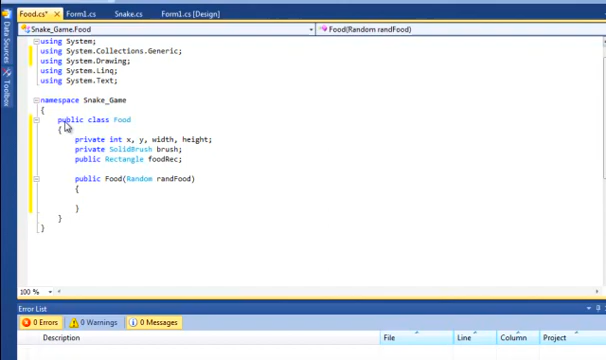 Food.cs* Form1.cs Snake.cs Form1.cs [Design]
Snake_Game.Food Food(Random randFood)
Data Sources
Toolbox
using System;
using System.Collections.Generic;
using System.Drawing;
using System.Linq;
using System.Text;
namespace Snake_Game
{
public class Food
{
private int x, y, width, height;
private SolidBrush brush;
public Rectangle foodRec;
public Food(Random randFood)
{
}
}
}
100 %
Error List
0 Errors 0 Warnings 0 Messages
Description File Line Column Project